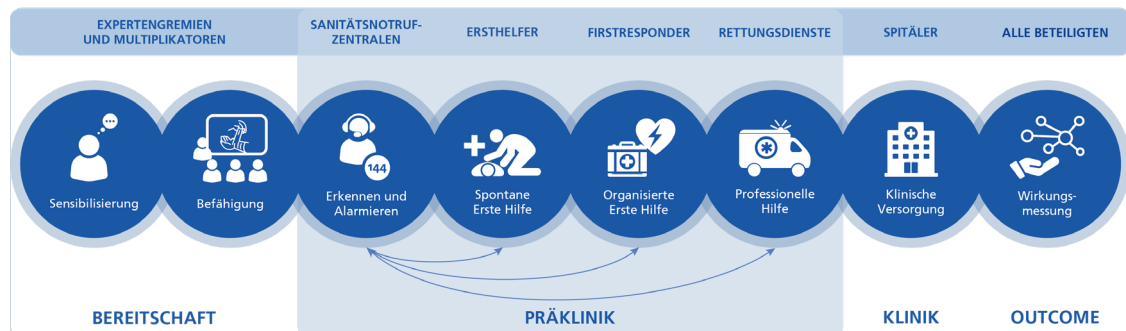 EXPERTENGREMIEN
UND MULTIPLIKATOREN
SANITÄTSNOTRUF-
ZENTRALEN
ERSTHELFER
FIRSTRESPONDER
RETTUNGSDIENSTE
SPITÄLER
ALLE BETEILIGTEN
Sensibilisierung
Befähigung
144
Erkennen und
Alarmieren
Spontane
Erste Hilfe
Organisierte
Erste Hilfe
Professionelle
Hilfe
Klinische
Versorgung
Wirkungs-
messung
BEREITSCHAFT
PRÄKLINIK
KLINIK
OUTCOME